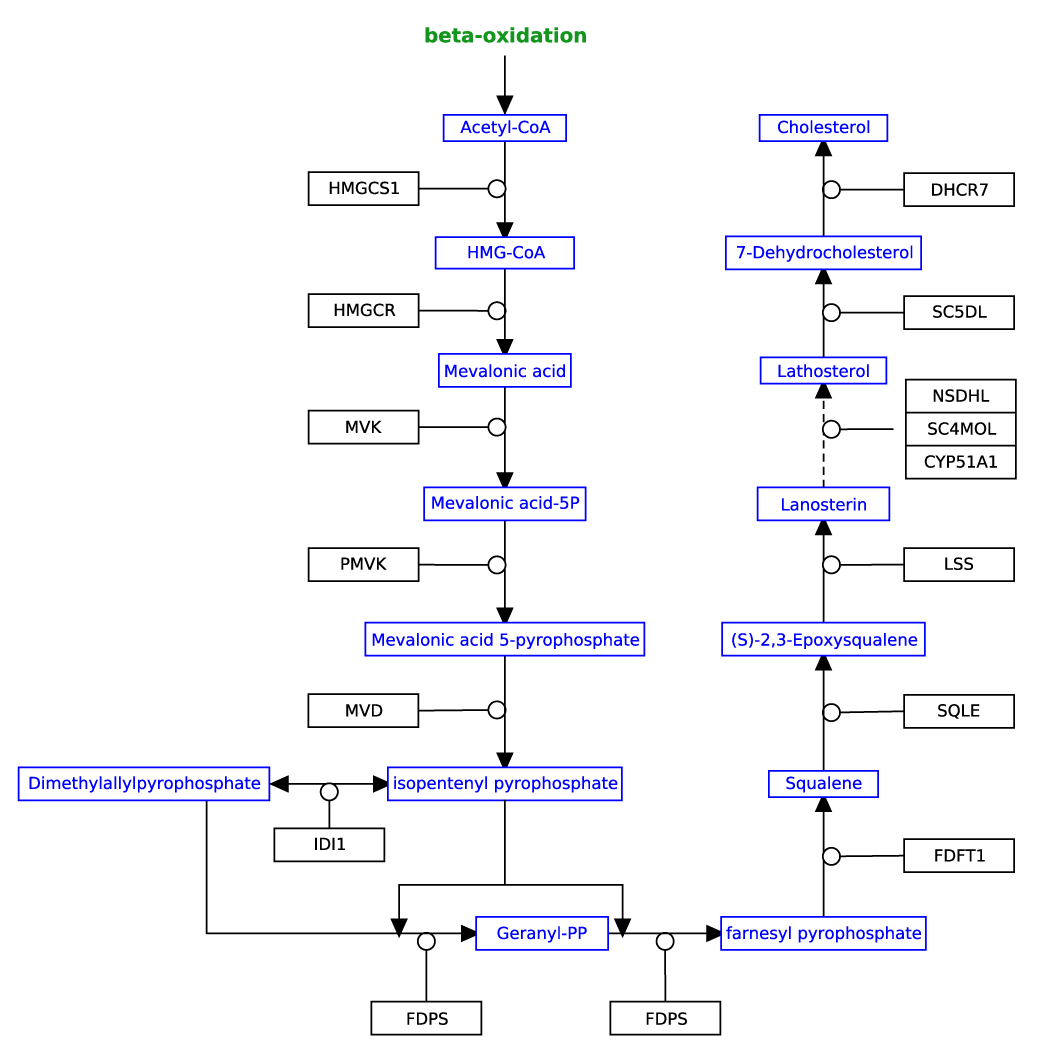 beta-oxidation
Acetyl-CoA
HMGCS1
HMG-CoA
HMGCR
Mevalonic acid
MVK
Mevalonic acid-5P
PMVK
Mevalonic acid 5-pyrophosphate
MVD
Dimethylallylpyrophosphate
isopentenyl pyrophosphate
IDI1
Geranyl-PP
farnesyl pyrophosphate
FDPS
FDPS
FDFT1
Squalene
SQLE
(S)-2,3-Epoxysqualene
LSS
Lanosterin
NSDHL
SC4MOL
CYP51A1
Lathosterol
SC5DL
7-Dehydrocholesterol
DHCR7
Cholesterol